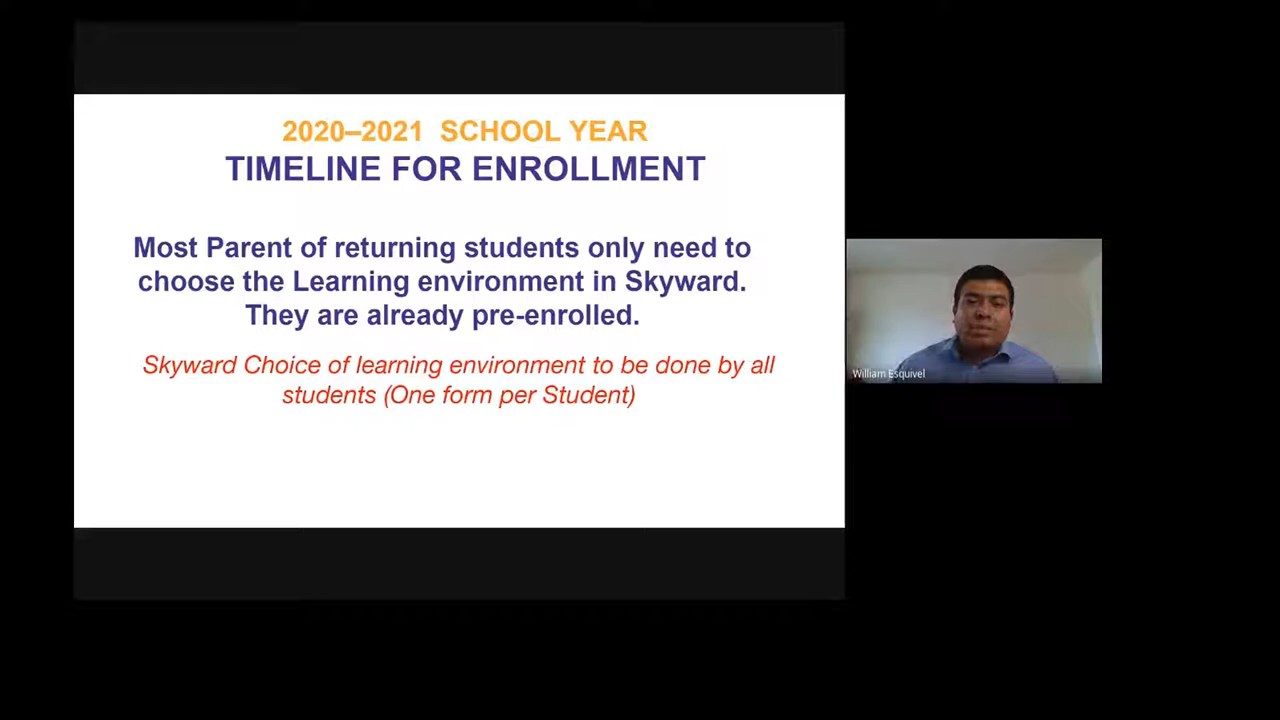 2020–2021 SCHOOL YEAR
TIMELINE FOR ENROLLMENT
Most Parent of returning students only need to
choose the Learning environment in Skyward.
They are already pre-enrolled.
Skyward Choice of learning environment to be done by all
students (One form per Student)
William Esquivel